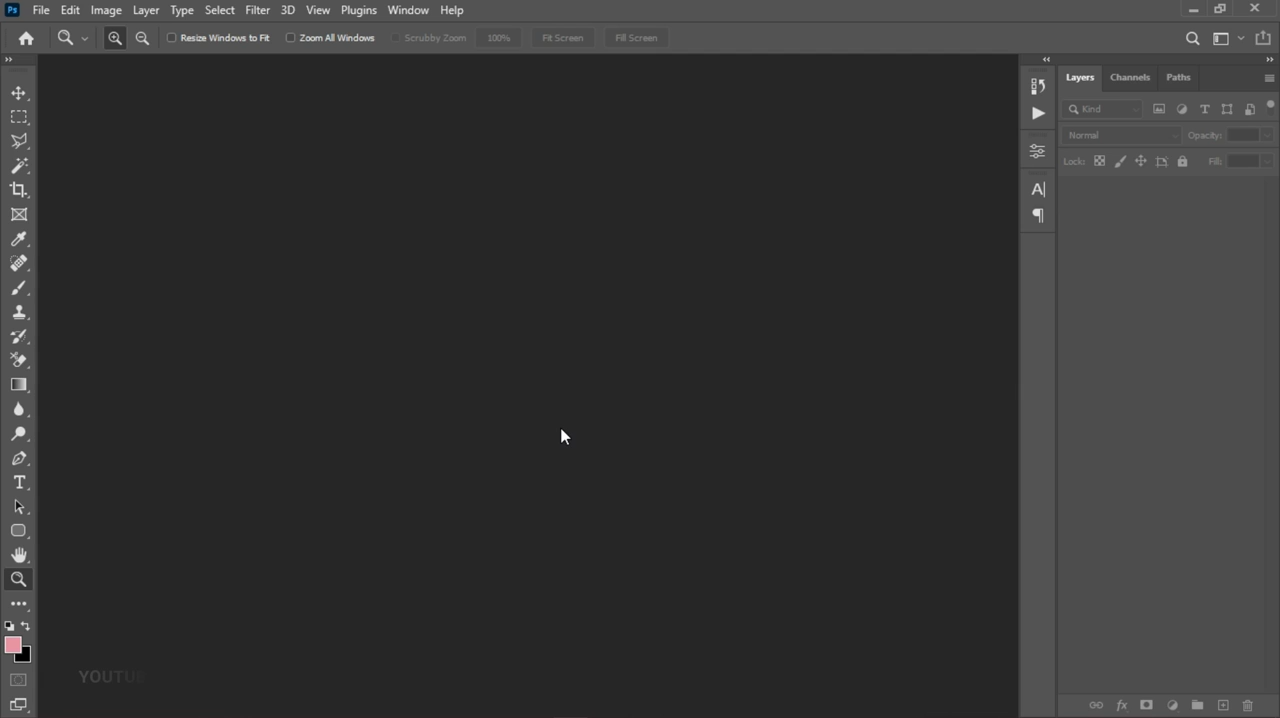 Ps File Edit Image Layer Type Select Filter 3D View Plugins Window Help
Resize Windows to Fit Zoom All Windows Scrubby Zoom 100% Fit Screen Fill Screen
Layers Channels Paths
Kind
Normal Opacity:
Lock: Fill:
YOUTUB